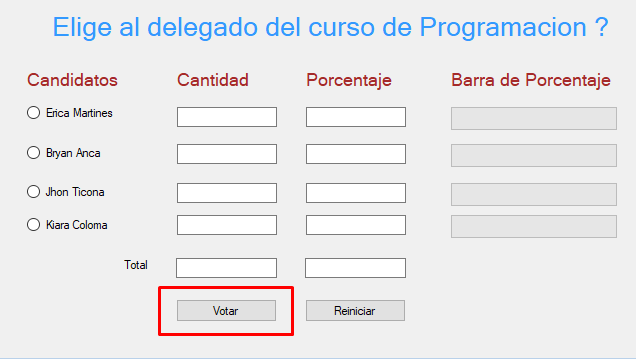 Elige al delegado del curso de Programacion ?
Candidatos Cantidad Porcentaje Barra de Porcentaje
Erica Martines
Bryan Anca
Jhon Ticona
Kiara Coloma
Total
Votar Reiniciar